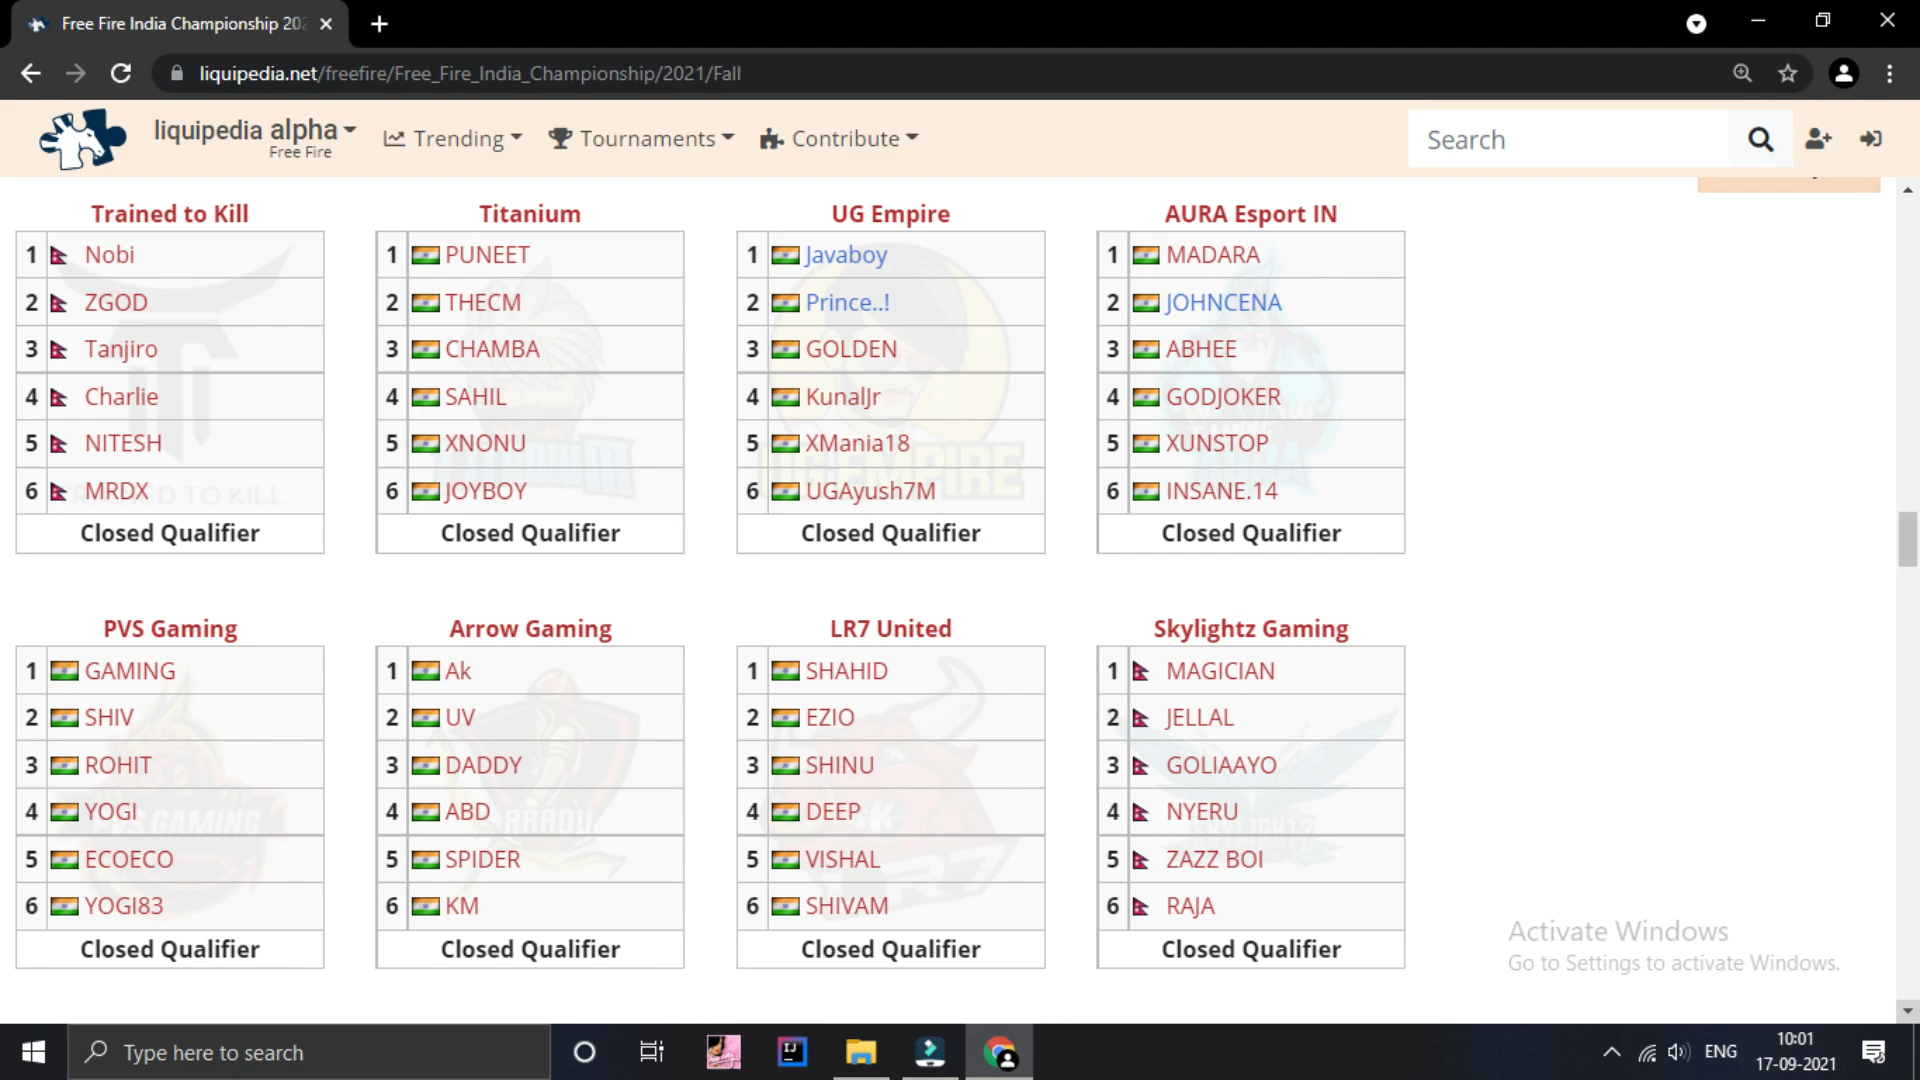 Free Fire India Championship 202
liquipedia.net/freefire/Free_Fire_India_Championship/2021/Fall
liquipedia alpha
Free Fire
Trending
Tournaments
Contribute
Search
Trained to Kill
1 Nobi
2 ZGOD
3 Tanjiro
4 Charlie
5 NITESH
6 MRDX
Closed Qualifier
Titanium
1 PUNEET
2 THECM
3 CHAMBA
4 SAHIL
5 XNONU
6 JOYBOY
Closed Qualifier
UG Empire
1 Javaboy
2 Prince..!
3 GOLDEN
4 KunalJr
5 XMania18
6 UGAyush7M
Closed Qualifier
AURA Esport IN
1 MADARA
2 JOHNCENA
3 ABHEE
4 GODJOKER
5 XUNSTOP
6 INSANE.14
Closed Qualifier
PVS Gaming
1 GAMING
2 SHIV
3 ROHIT
4 YOGI
5 ECOECO
6 YOGI83
Closed Qualifier
Arrow Gaming
1 Ak
2 UV
3 DADDY
4 ABD
5 SPIDER
6 KM
Closed Qualifier
LR7 United
1 SHAHID
2 EZIO
3 SHINU
4 DEEP
5 VISHAL
6 SHIVAM
Closed Qualifier
Skylightz Gaming
1 MAGICIAN
2 JELLAL
3 GOLIAAYO
4 NYERU
5 ZAZZ BOI
6 RAJA
Closed Qualifier
Activate Windows
Go to Settings to activate Windows.
Type here to search
IJ
ENG
10:01
17-09-2021